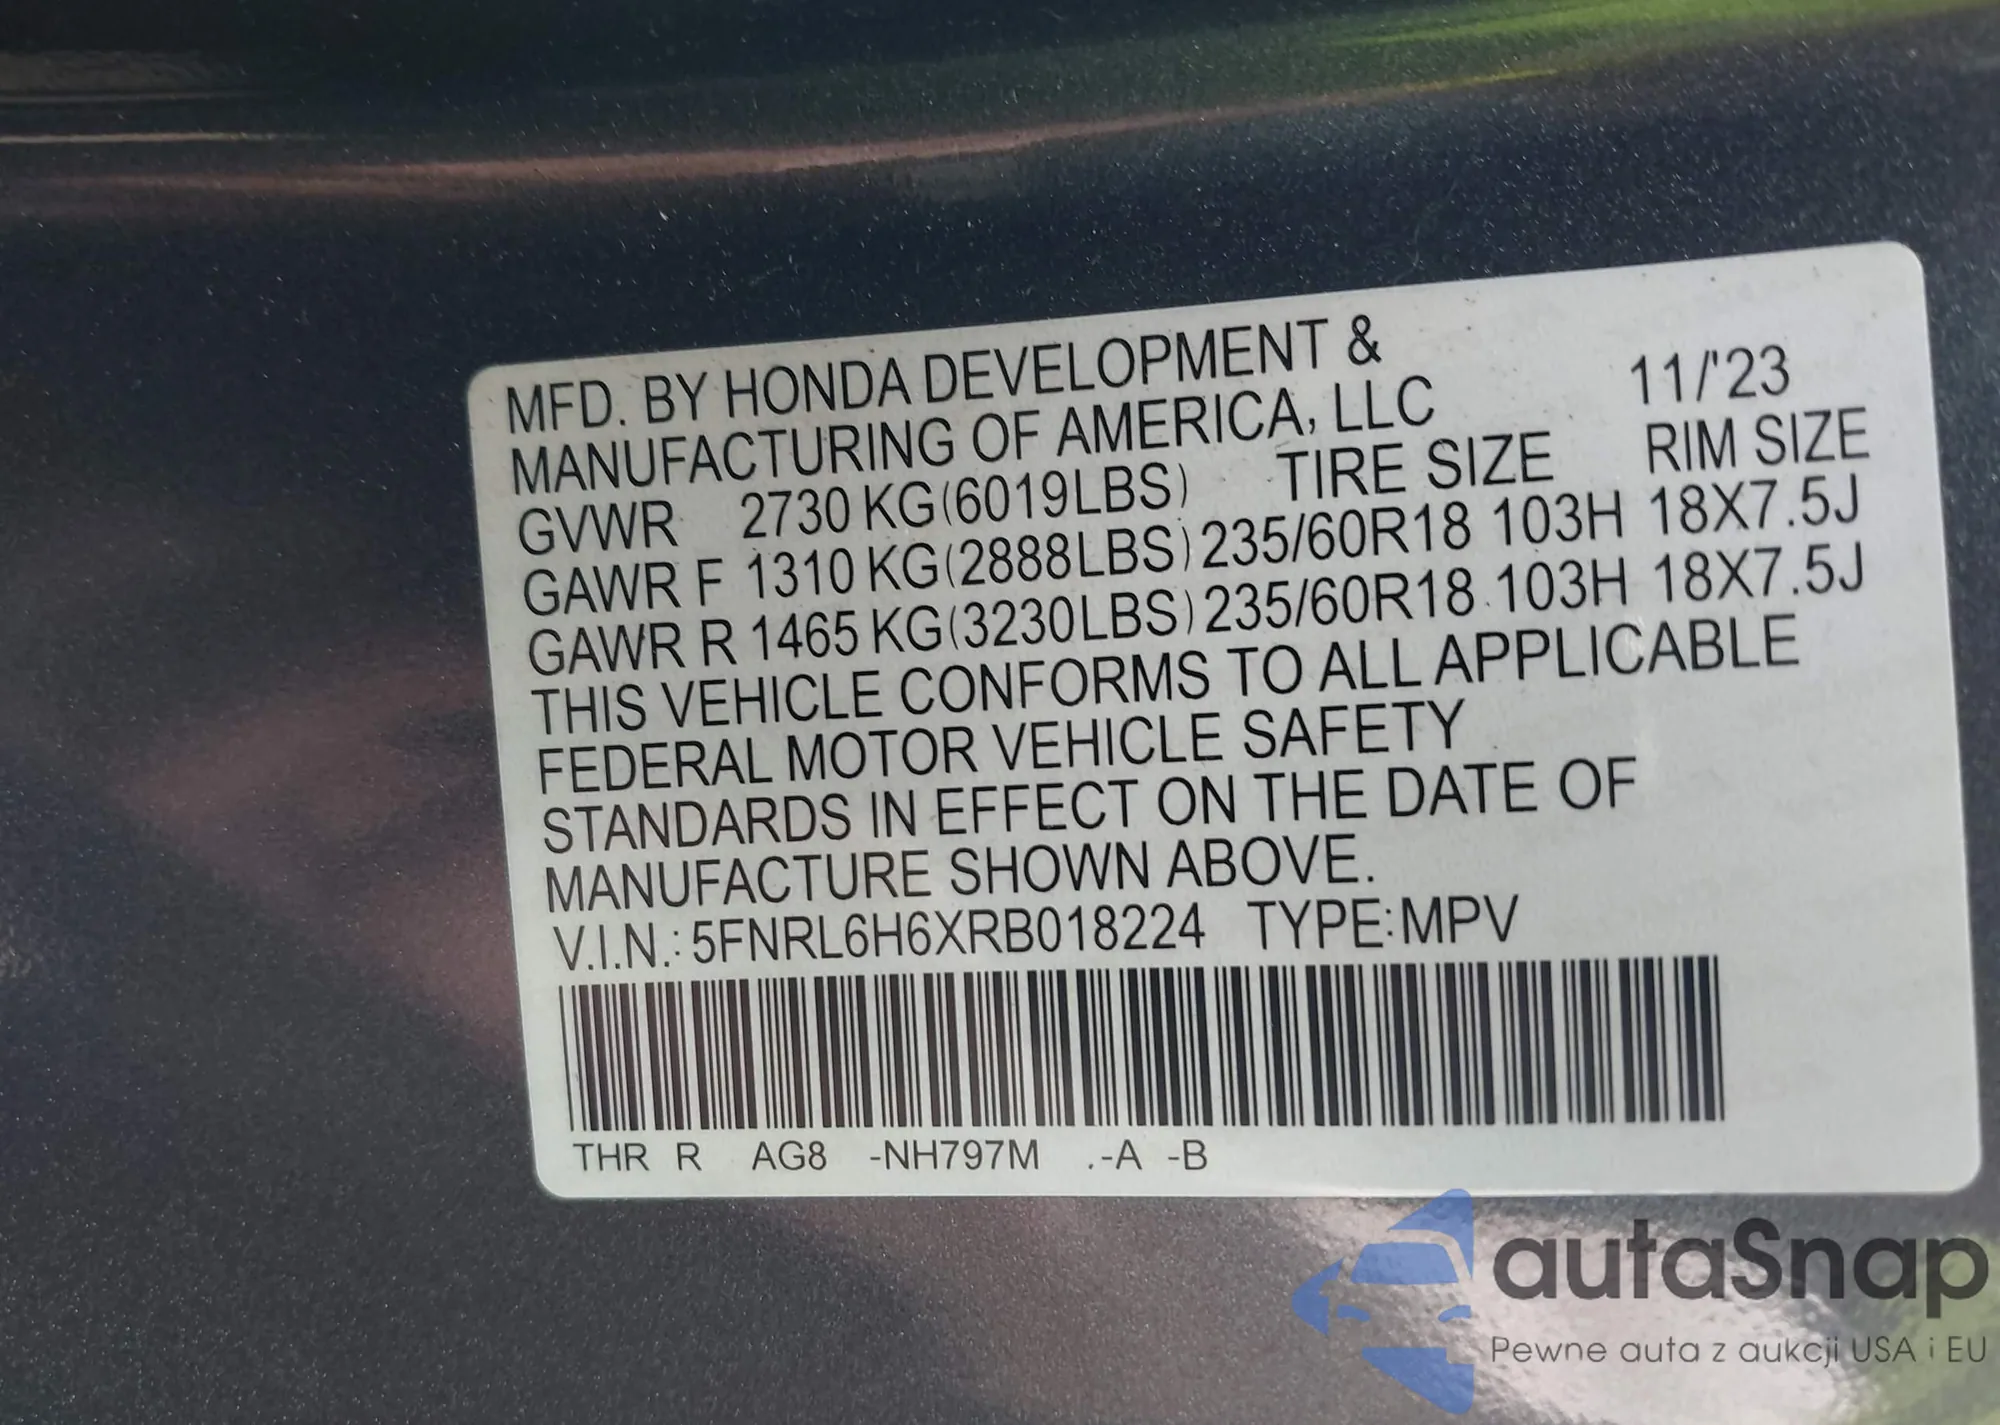 MFD. BY HONDA DEVELOPMENT &
MANUFACTURING OF AMERICA, LLC 11/'23
GVWR 2730 KG(6019LBS) TIRE SIZE RIM SIZE
GAWR F 1310 KG(2888LBS) 235/60R18 103H 18X7.5J
GAWR R 1465 KG(3230LBS) 235/60R18 103H 18X7.5J
THIS VEHICLE CONFORMS TO ALL APPLICABLE
FEDERAL MOTOR VEHICLE SAFETY
STANDARDS IN EFFECT ON THE DATE OF
MANUFACTURE SHOWN ABOVE.
V.I.N.: 5FNRL6H6XRB018224 TYPE:MPV
THR R AG8 -NH797M .-A -B
autaSnap
Pewne auta z aukcji USA i EU